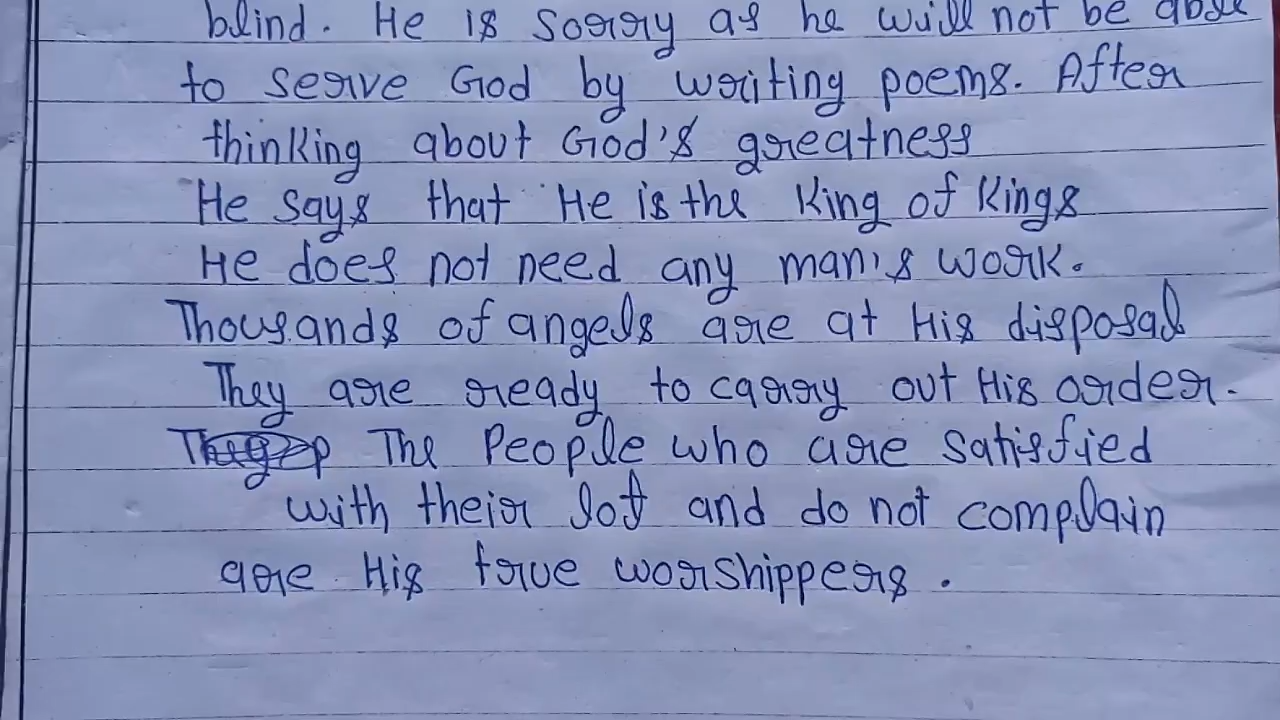 blind. He is sorry as he will not be able
to serve God by writing poems. After
thinking about God's greatness
He says that He is the King of Kings
He does not need any man's work.
Thousands of angels are at His disposal
They are ready to carry out His order.
The People who are satisfied
with their lot and do not complain
are His true worshippers.